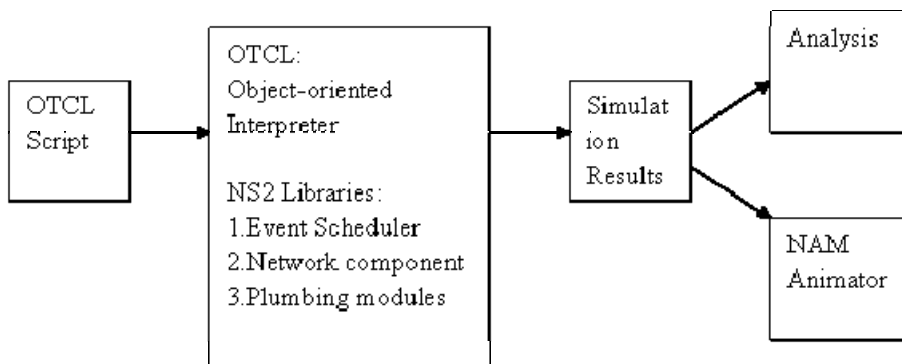 OTCL
Script
OTCL:
Object-oriented
Interpreter
NS2 Libraries:
1.Event Scheduler
2.Network component
3.Plumbing modules
Simulat
ion
Results
Analysis
NAM
Animator